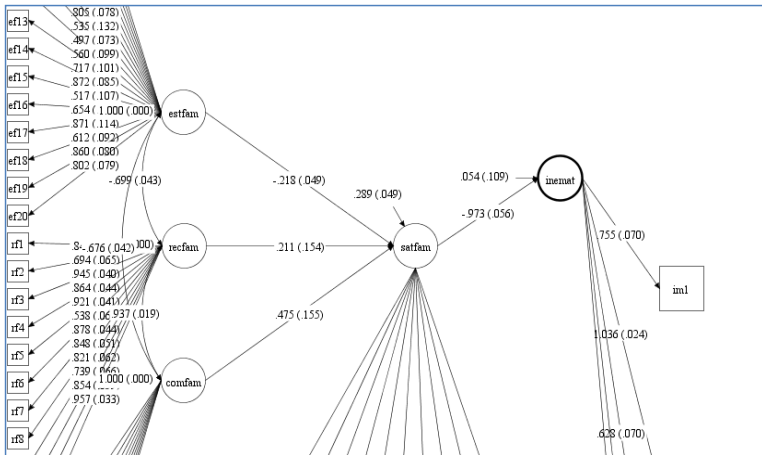 .805 (.078)
ef13
.535 (.132)
.497 (.073)
ef14
.560 (.099)
.717 (.101)
ef15
.872 (.085)
.517 (.107)
ef16
.654 (
1.000 (.000)
estfam
.871 (.114)
ef17
.612 (.092)
ef18
.860 (.080)
.802 (.079)
ef19
-.699 (.043)
-.218 (.049)
.054 (.109)
inemat
.289 (.049)
ef20
-.973 (.056)
rf1
-.676 (.042)
recfam
.211 (.154)
satfam
.755 (.070)
.694 (.065)
rf2
.945 (.040)
im1
rf3
.864 (.044)
.921 (.041)
rf4
.937 (.019)
.475 (.155)
.538
1.036 (.024)
rf5
.878 (.044)
.848 (.051)
rf6
.821 (.062)
.739 (.066)
1.000 (.000)
comfam
rf7
.854
.957 (.033)
rf8
.628 (.070)